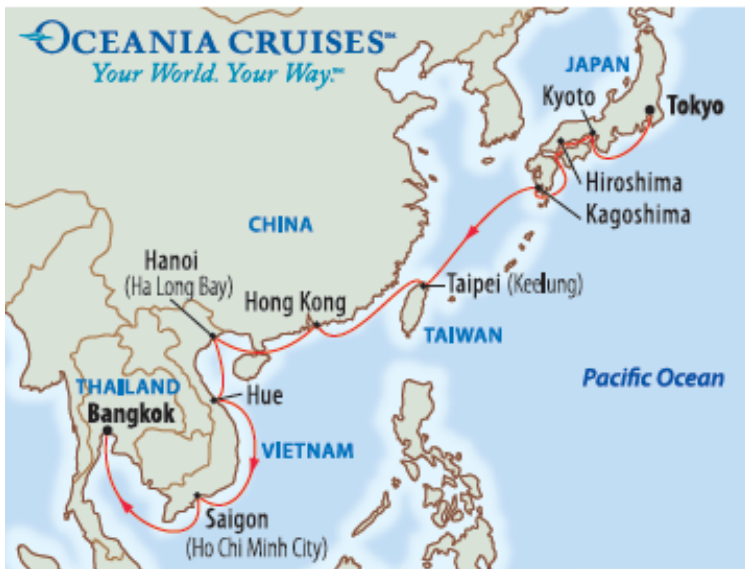 OCEANIA CRUISES℠
Your World. Your Way.℠
JAPAN
Kyoto
Tokyo
Hiroshima
Kagoshima
CHINA
Hanoi
(Ha Long Bay)
Hong Kong
Taipei (Keelung)
TAIWAN
Pacific Ocean
THAILAND
Bangkok
Hue
VIETNAM
Saigon
(Ho Chi Minh City)